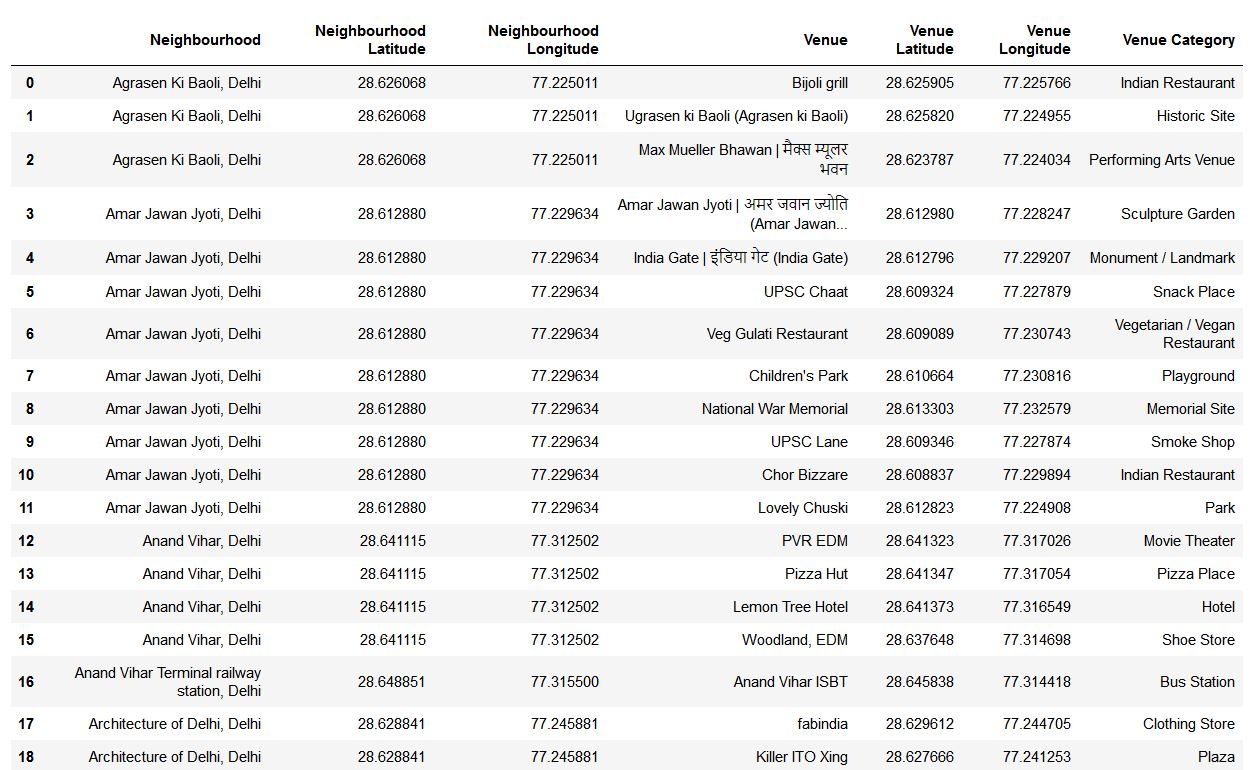 Neighbourhood Neighbourhood Latitude Neighbourhood Longitude Venue Venue Latitude Venue Longitude Venue Category
0 Agrasen Ki Baoli, Delhi 28.626068 77.225011 Bijoli grill 28.625905 77.225766 Indian Restaurant
1 Agrasen Ki Baoli, Delhi 28.626068 77.225011 Ugrasen ki Baoli (Agrasen ki Baoli) 28.625820 77.224955 Historic Site
2 Agrasen Ki Baoli, Delhi 28.626068 77.225011 Max Mueller Bhawan | मैक्स म्यूलर भवन 28.623787 77.224034 Performing Arts Venue
3 Amar Jawan Jyoti, Delhi 28.612880 77.229634 Amar Jawan Jyoti | अमर जवान ज्योति (Amar Jawan... 28.612980 77.228247 Sculpture Garden
4 Amar Jawan Jyoti, Delhi 28.612880 77.229634 India Gate | इंडिया गेट (India Gate) 28.612796 77.229207 Monument / Landmark
5 Amar Jawan Jyoti, Delhi 28.612880 77.229634 UPSC Chaat 28.609324 77.227879 Snack Place
6 Amar Jawan Jyoti, Delhi 28.612880 77.229634 Veg Gulati Restaurant 28.609089 77.230743 Vegetarian / Vegan Restaurant
7 Amar Jawan Jyoti, Delhi 28.612880 77.229634 Children's Park 28.610664 77.230816 Playground
8 Amar Jawan Jyoti, Delhi 28.612880 77.229634 National War Memorial 28.613303 77.232579 Memorial Site
9 Amar Jawan Jyoti, Delhi 28.612880 77.229634 UPSC Lane 28.609346 77.227874 Smoke Shop
10 Amar Jawan Jyoti, Delhi 28.612880 77.229634 Chor Bizzare 28.608837 77.229894 Indian Restaurant
11 Amar Jawan Jyoti, Delhi 28.612880 77.229634 Lovely Chuski 28.612823 77.224908 Park
12 Anand Vihar, Delhi 28.641115 77.312502 PVR EDM 28.641323 77.317026 Movie Theater
13 Anand Vihar, Delhi 28.641115 77.312502 Pizza Hut 28.641347 77.317054 Pizza Place
14 Anand Vihar, Delhi 28.641115 77.312502 Lemon Tree Hotel 28.641373 77.316549 Hotel
15 Anand Vihar, Delhi 28.641115 77.312502 Woodland, EDM 28.637648 77.314698 Shoe Store
16 Anand Vihar Terminal railway station, Delhi 28.648851 77.315500 Anand Vihar ISBT 28.645838 77.314418 Bus Station
17 Architecture of Delhi, Delhi 28.628841 77.245881 fabindia 28.629612 77.244705 Clothing Store
18 Architecture of Delhi, Delhi 28.628841 77.245881 Killer ITO Xing 28.627666 77.241253 Plaza